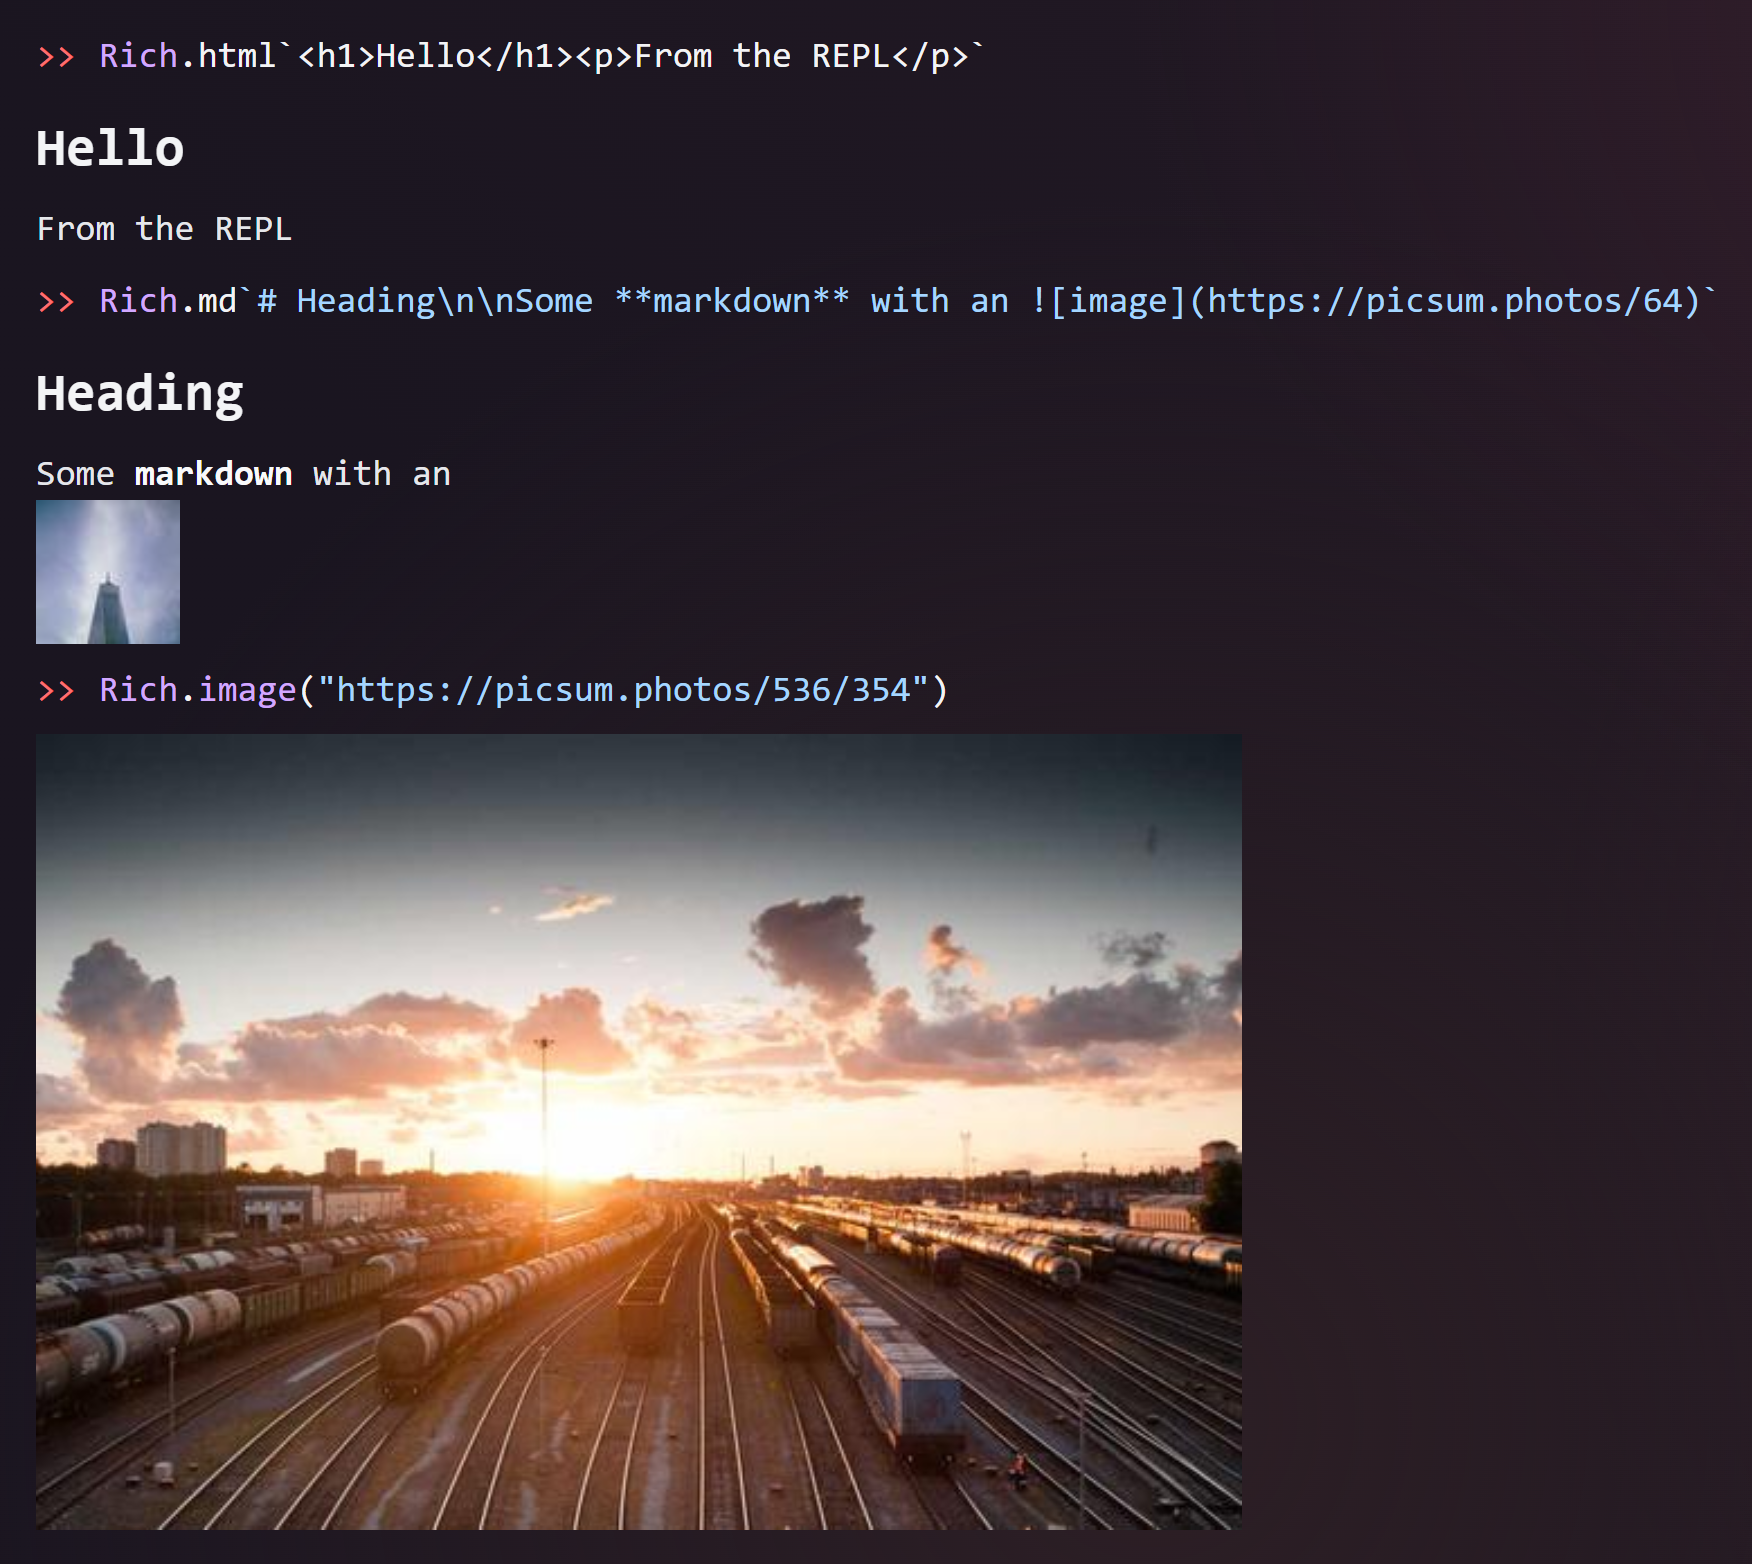 >> Rich.html`<h1>Hello</h1><p>From the REPL</p>`
Hello
From the REPL
>> Rich.md`# Heading\n\nSome **markdown** with an ![image](https://picsum.photos/64)`
Heading
Some markdown with an
>> Rich.image("https://picsum.photos/536/354")